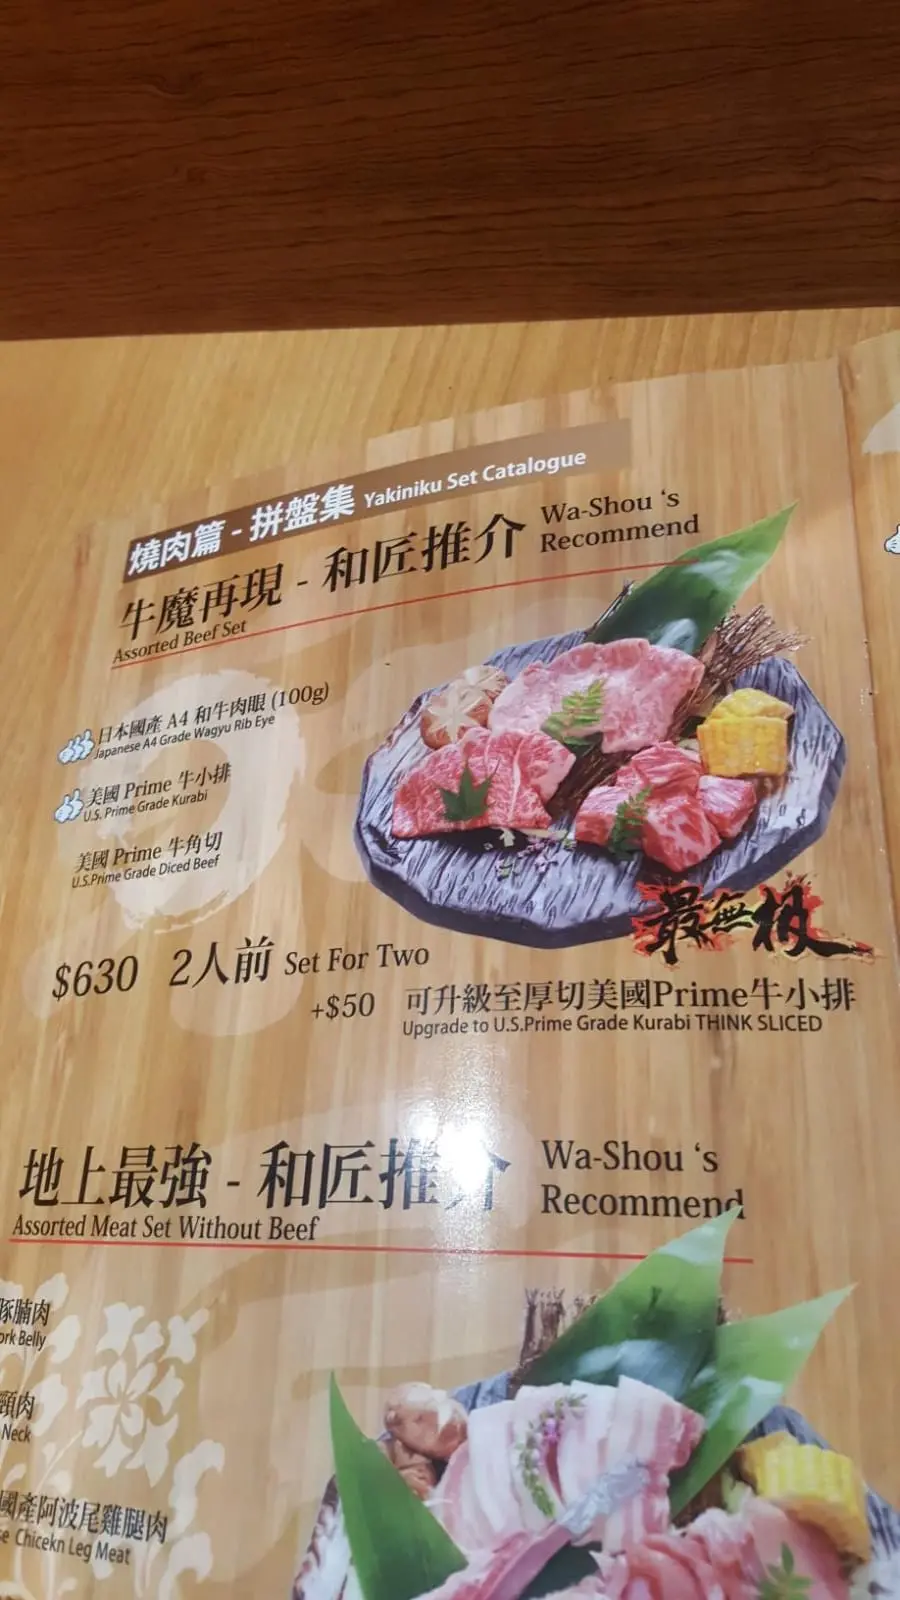 燒肉篇 - 拼盤集 Yakiniku Set Catalogue
牛魔再現 - 和匠推介 Wa-Shou 's Recommend
Assorted Beef Set
日本國產 A4 和牛肉眼 (100g)
Japanese A4 Grade Wagyu Rib Eye
美國 Prime 牛小排
U.S. Prime Grade Kurabi
美國 Prime 牛角切
U.S.Prime Grade Diced Beef
最無極
$630 2人前 Set For Two
+$50 可升級至厚切美國Prime牛小排
Upgrade to U.S.Prime Grade Kurabi THINK SLICED
地上最強 - 和匠推介 Wa-Shou 's Recommend
Assorted Meat Set Without Beef
豚腩肉
ork Belly
頸肉
Neck
國產阿波尾雞腿肉
se Chicekn Leg Meat